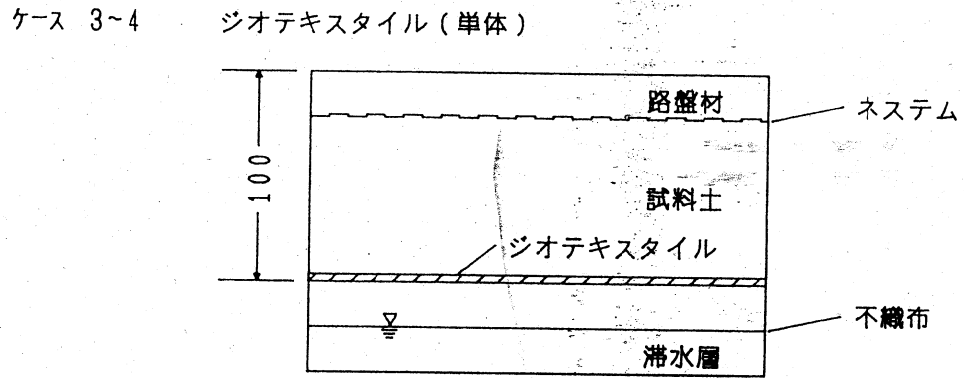 ケース 3~4 ジオテキスタイル(単体)
路盤材
ネステム
100
試料土
ジオテキスタイル
不織布
滞水層